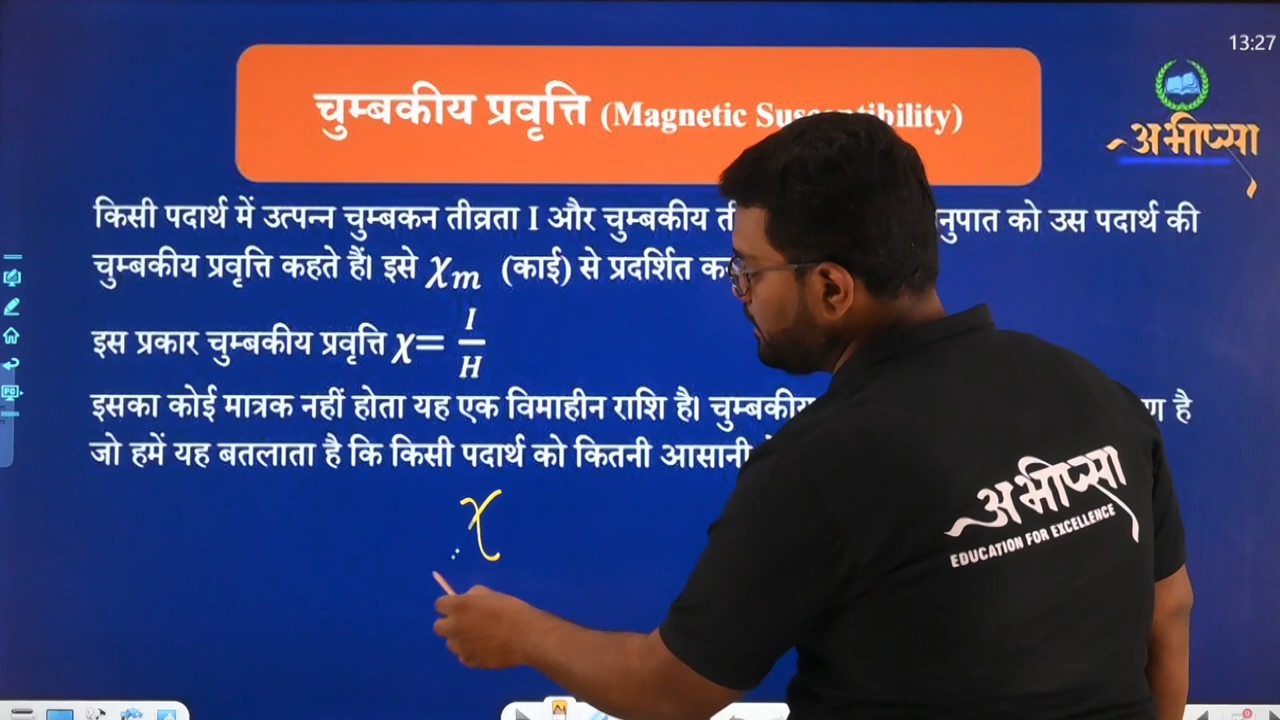 13:27
चुम्बकीय प्रवृत्ति (Magnetic Susceptibility)
अभीप्सा
किसी पदार्थ में उत्पन्न चुम्बकन तीव्रता I और चुम्बकीय को उस पदार्थ की
चुम्बकीय प्रवृत्ति कहते हैं। इसे χm (काई) से प्रदर्शित
इस प्रकार चुम्बकीय प्रवृत्ति χ= I/H
इसका कोई मात्रक नहीं होता यह एक विमाहीन राशि है। है
जो हमें यह बतलाता है कि किसी पदार्थ को कितनी आसानी
χ
अभीप्सा
EDUCATION FOR EXCELLENCE